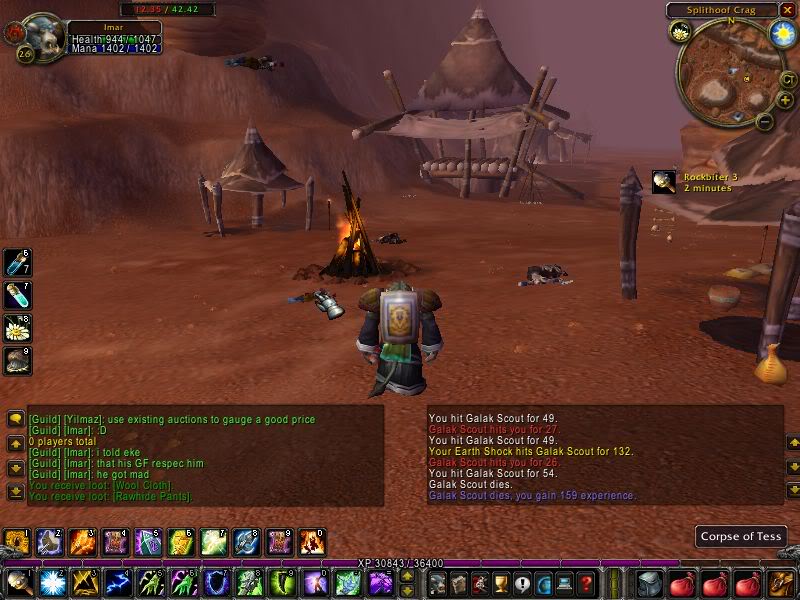 12.35 / 42.42
Imar
Health 944 / 1047
Mana 1402 / 1402
26
Splithoof Crag
N
Rockbiter 3
2 minutes
6
7
7
8
9
[Guild] [Yilmaz]: use existing auctions to gauge a good price
[Guild] [Imar]: :D
0 players total
[Guild] [Imar]: i told eke
[Guild] [Imar]: that his GF respec him
[Guild] [Imar]: he got mad
You receive loot: [Wool Cloth].
You receive loot: [Rawhide Pants].
You hit Galak Scout for 49.
Galak Scout hits you for 27.
You hit Galak Scout for 49.
Your Earth Shock hits Galak Scout for 132.
Galak Scout hits you for 26.
You hit Galak Scout for 54.
Galak Scout dies.
Galak Scout dies, you gain 159 experience.
Corpse of Tess
XP 30843 / 36400